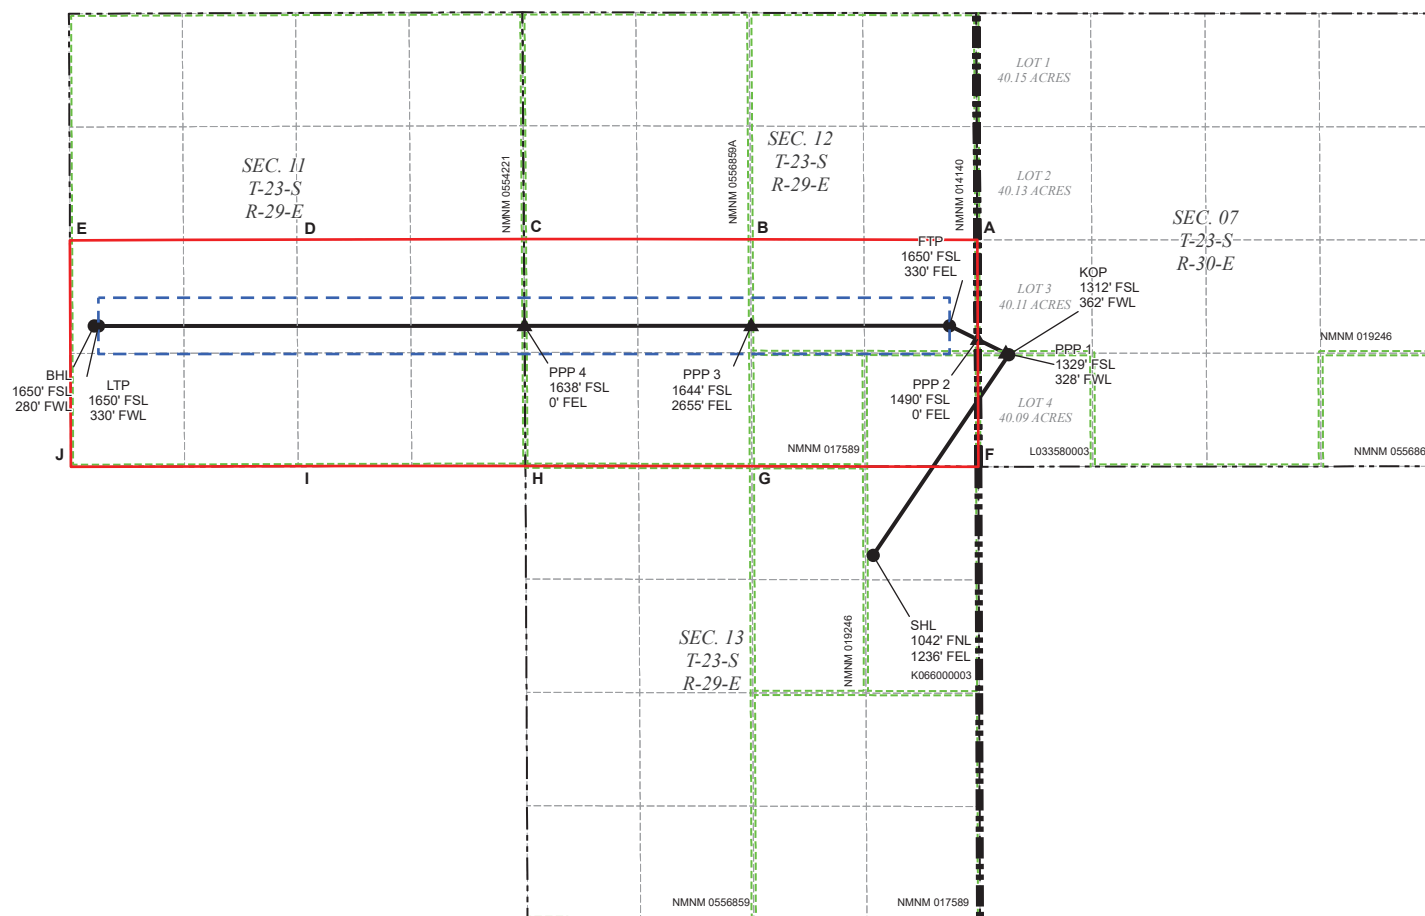 LOT 1
40.15 ACRES
SEC. 11
T-23-S
R-29-E
NMNM 0554221
NMNM 0556859A
SEC. 12
T-23-S
R-29-E
NMNM 014140
LOT 2
40.13 ACRES
SEC. 07
T-23-S
R-30-E
E
D
C
B
A
FTP
1650' FSL
330' FEL
KOP
1312' FSL
362' FWL
LOT 3
40.11 ACRES
NMNM 019246
PPP 1
1329' FSL
328' FWL
BHL
1650' FSL
280' FWL
LTP
1650' FSL
330' FWL
PPP 4
1638' FSL
0' FEL
PPP 3
1644' FSL
2655' FEL
PPP 2
1490' FSL
0' FEL
LOT 4
40.09 ACRES
NMNM 017589
L033580003
NMNM 055686
J
I
H
G
F
SEC. 13
T-23-S
R-29-E
NMNM 019246
SHL
1042' FNL
1236' FEL
K066000003
NMNM 0556859
NMNM 017589